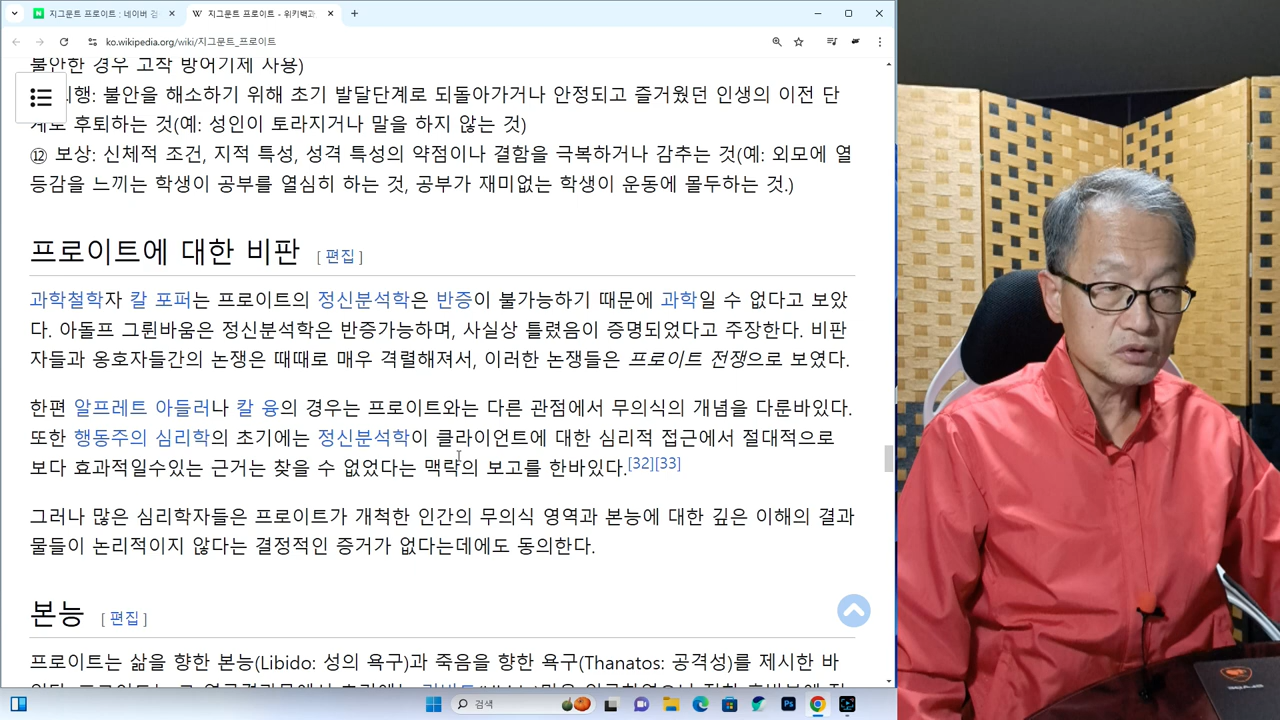 지그문트 프로이트 : 네이버 검
지그문트 프로이트 - 위키백과
ko.wikipedia.org/wiki/지그문트_프로이트
불안한 경우 고착 방어기제 사용)
행: 불안을 해소하기 위해 초기 발달단계로 되돌아가거나 안정되고 즐거웠던 인생의 이전 단
계로 후퇴하는 것(예: 성인이 토라지거나 말을 하지 않는 것)
⑫ 보상: 신체적 조건, 지적 특성, 성격 특성의 약점이나 결함을 극복하거나 감추는 것(예: 외모에 열
등감을 느끼는 학생이 공부를 열심히 하는 것, 공부가 재미없는 학생이 운동에 몰두하는 것.)
프로이트에 대한 비판 [ 편집 ]
과학철학자 칼 포퍼는 프로이트의 정신분석학은 반증이 불가능하기 때문에 과학일 수 없다고 보았
다. 아돌프 그륀바움은 정신분석학은 반증가능하며, 사실상 틀렸음이 증명되었다고 주장한다. 비판
자들과 옹호자들간의 논쟁은 때때로 매우 격렬해져서, 이러한 논쟁들은 프로이트 전쟁으로 보였다.
한편 알프레트 아들러나 칼 융의 경우는 프로이트와는 다른 관점에서 무의식의 개념을 다룬바있다.
또한 행동주의 심리학의 초기에는 정신분석학이 클라이언트에 대한 심리적 접근에서 절대적으로
보다 효과적일수있는 근거는 찾을 수 없었다는 맥락의 보고를 한바있다.[32][33]
그러나 많은 심리학자들은 프로이트가 개척한 인간의 무의식 영역과 본능에 대한 깊은 이해의 결과
물들이 논리적이지 않다는 결정적인 증거가 없다는데에도 동의한다.
본능 [ 편집 ]
프로이트는 삶을 향한 본능(Libido: 성의 욕구)과 죽음을 향한 욕구(Thanatos: 공격성)를 제시한 바
검색